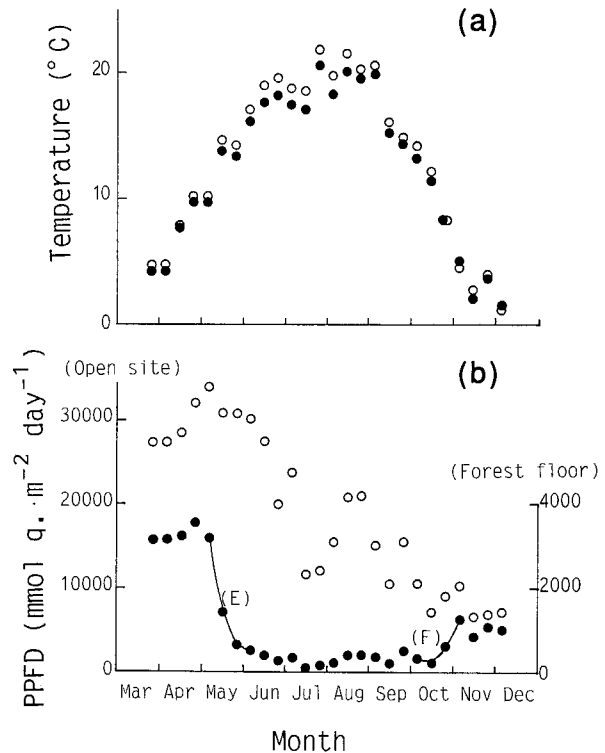 (a)
Temperature (°C)
20
10
0
(b)
PPFD (mmol q. · m⁻² day⁻¹)
(Open site)
30000
20000
10000
0
(Forest floor)
4000
2000
0
(E)
(F)
Mar Apr May Jun Jul Aug Sep Oct Nov Dec
Month